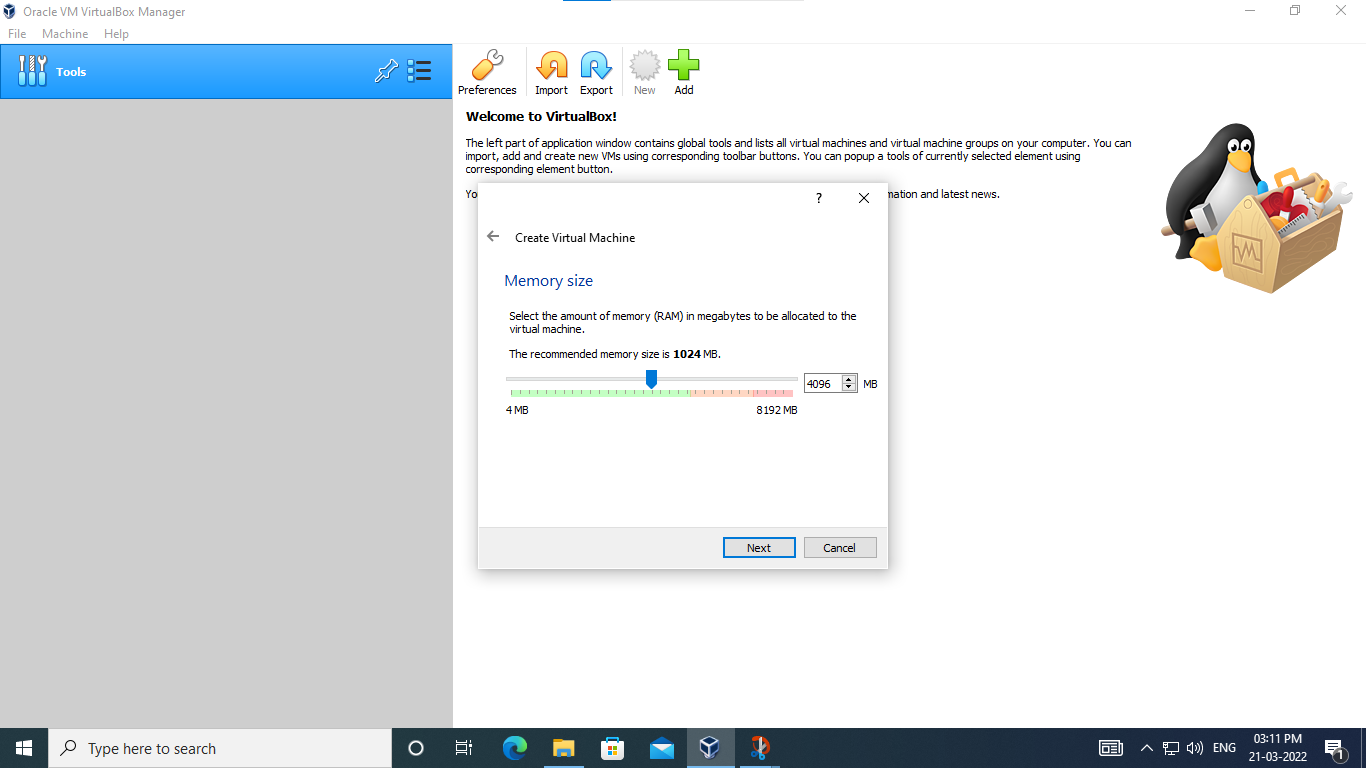 Oracle VM VirtualBox Manager
File Machine Help
Tools
Preferences Import Export New Add
Welcome to VirtualBox!
The left part of application window contains global tools and lists all virtual machines and virtual machine groups on your computer. You can
import, add and create new VMs using corresponding toolbar buttons. You can popup a tools of currently selected element using
corresponding element button.
?
Create Virtual Machine
Memory size
Select the amount of memory (RAM) in megabytes to be allocated to the
virtual machine.
The recommended memory size is 1024 MB.
4096 MB
4 MB 8192 MB
Next Cancel
and latest news.
Type here to search
ENG
03:11 PM
21-03-2022
1